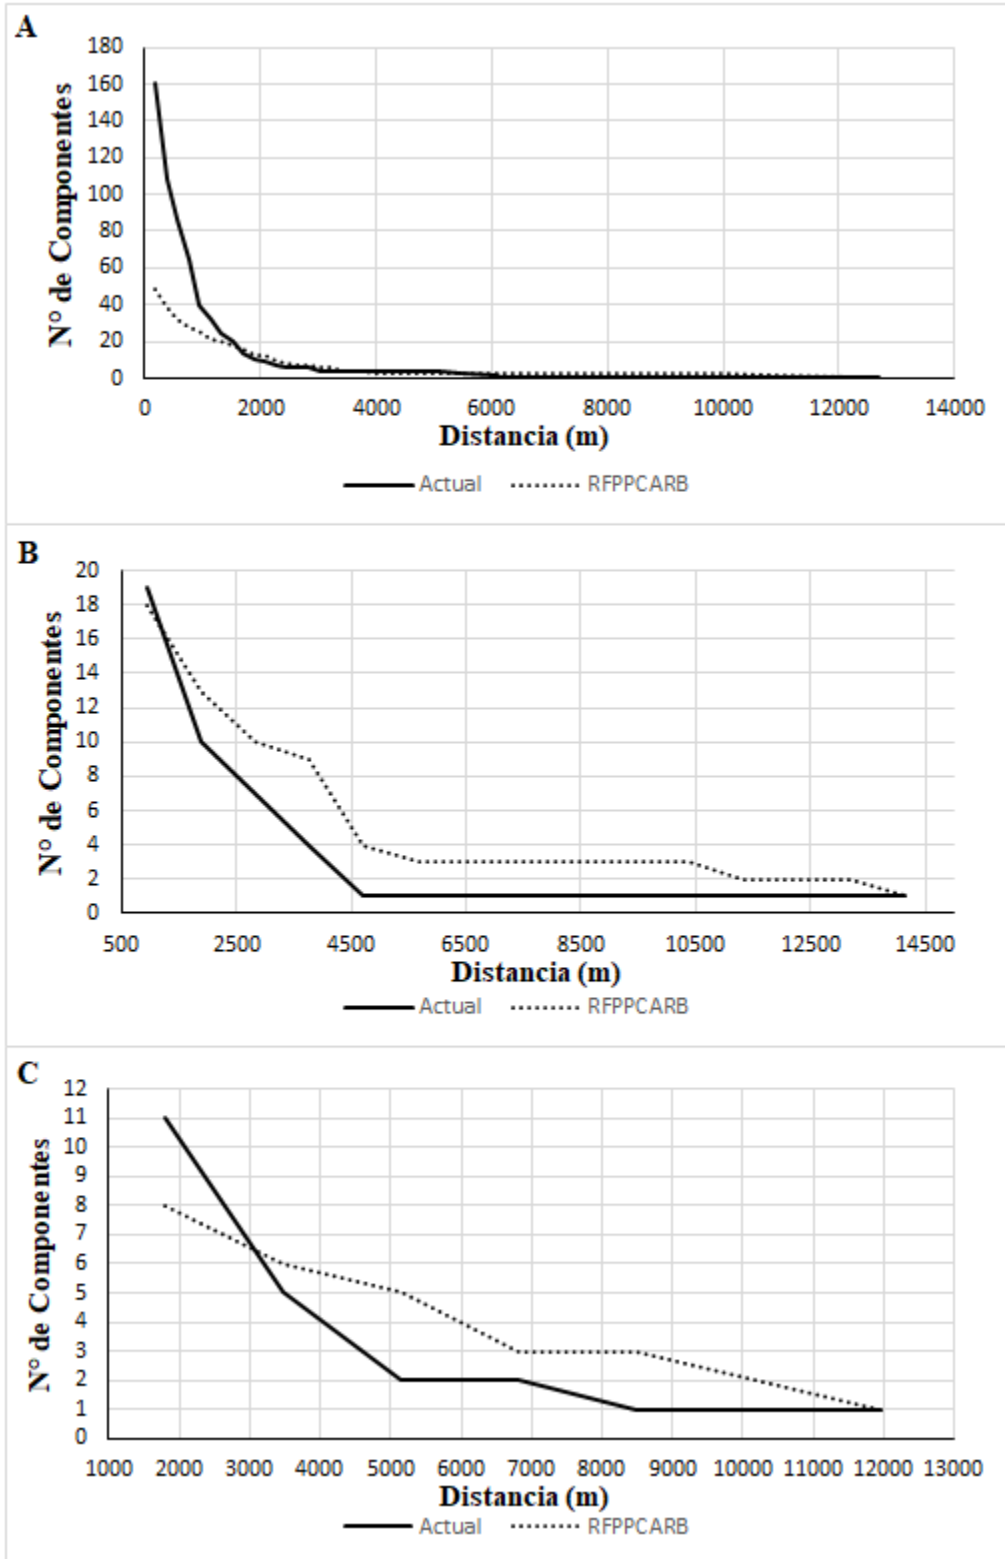 A
180
160
140
120
100
80
60
40
20
0
N° de Componentes
0 2000 4000 6000 8000 10000 12000 14000
Distancia (m)
Actual RFPPCARB
B
20
18
16
14
12
10
8
6
4
2
0
N° de Componentes
500 2500 4500 6500 8500 10500 12500 14500
Distancia (m)
Actual RFPPCARB
C
12
11
10
9
8
7
6
5
4
3
2
1
0
N° de Componentes
1000 2000 3000 4000 5000 6000 7000 8000 9000 10000 11000 12000 13000
Distancia (m)
Actual RFPPCARB